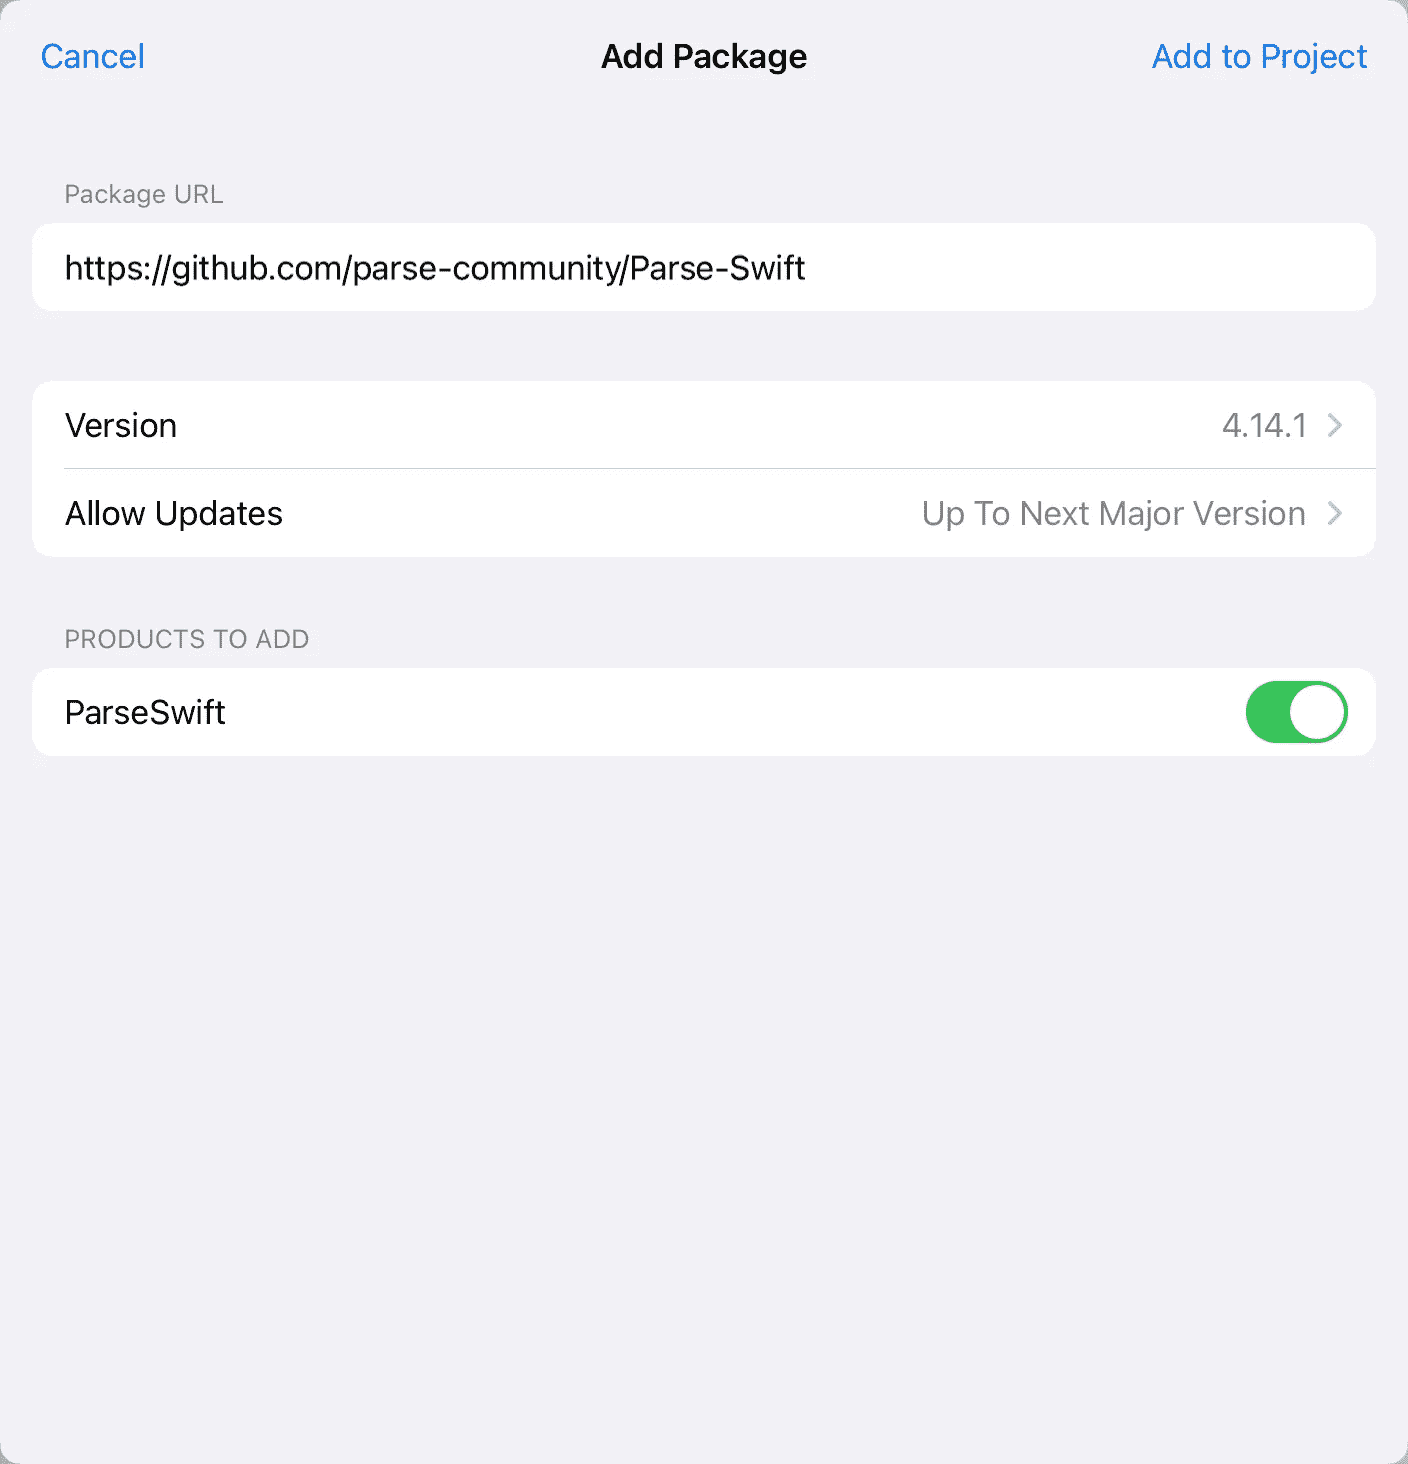 Cancel
Add Package
Add to Project
Package URL
https://github.com/parse-community/Parse-Swift
Version
4.14.1
Allow Updates
Up To Next Major Version
PRODUCTS TO ADD
ParseSwift